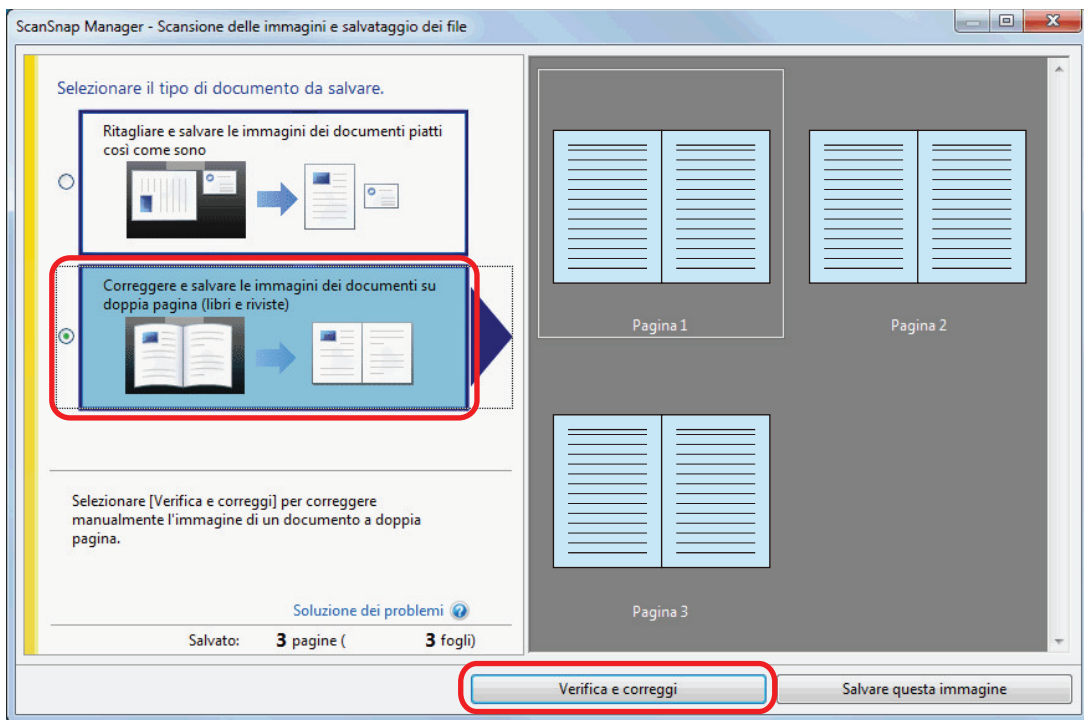 ScanSnap Manager - Scansione delle immagini e salvataggio dei file
Selezionare il tipo di documento da salvare.
Ritagliare e salvare le immagini dei documenti piatti
così come sono
Correggere e salvare le immagini dei documenti su
doppia pagina (libri e riviste)
Selezionare [Verifica e correggi] per correggere
manualmente l'immagine di un documento a doppia
pagina.
Soluzione dei problemi
Salvato: 3 pagine ( 3 fogli)
Pagina 1
Pagina 2
Pagina 3
Verifica e correggi
Salvare questa immagine